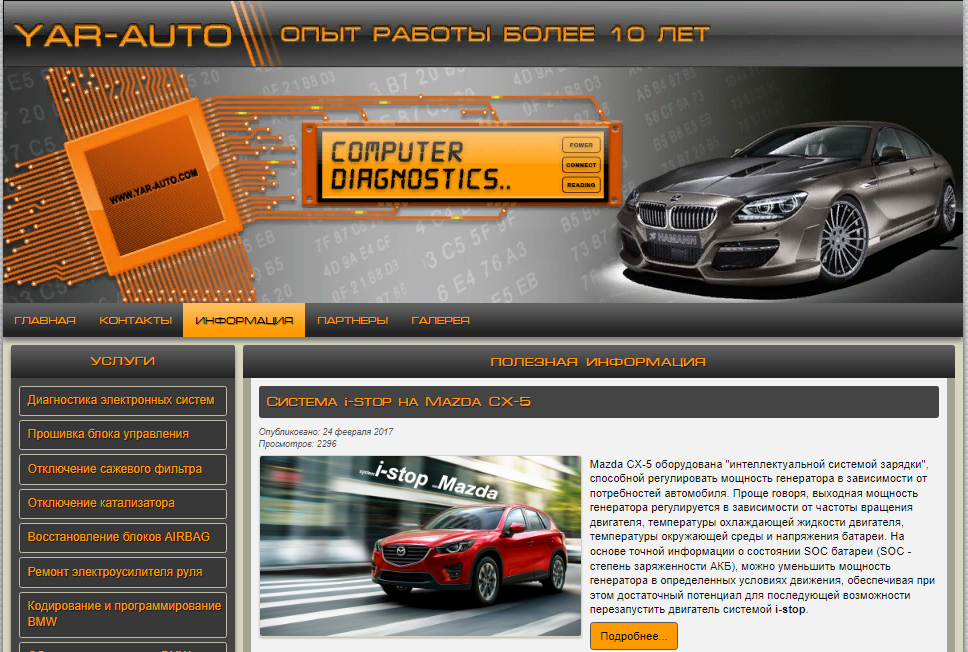 YAR-AUTO
ОПЫТ РАБОТЫ БОЛЕЕ 10 ЛЕТ
WWW.YAR-AUTO.COM
COMPUTER
DIAGNOSTICS..
POWER
CONNECT
READING
HAMANN
ГЛАВНАЯ КОНТАКТЫ ИНФОРМАЦИЯ ПАРТНЕРЫ ГАЛЕРЕЯ
УСЛУГИ
Диагностика электронных систем
Прошивка блока управления
Отключение сажевого фильтра
Отключение катализатора
Восстановление блоков AIRBAG
Ремонт электроусилителя руля
Кодирование и программирование
BMW
ПОЛЕЗНАЯ ИНФОРМАЦИЯ
Система i-stop на Mazda CX-5
Опубликовано: 24 февраля 2017
Просмотров: 2296
system i-stop Mazda
Mazda CX-5 оборудована "интеллектуальной системой зарядки",
способной регулировать мощность генератора в зависимости от
потребностей автомобиля. Проще говоря, выходная мощность
генератора регулируется в зависимости от частоты вращения
двигателя, температуры охлаждающей жидкости двигателя,
температуры окружающей среды и напряжения батареи. На
основе точной информации о состоянии SOC батареи (SOC -
степень заряженности АКБ), можно уменьшить мощность
генератора в определенных условиях движения, обеспечивая при
этом достаточный потенциал для последующей возможности
перезапустить двигатель системой i-stop.
Подробнее...